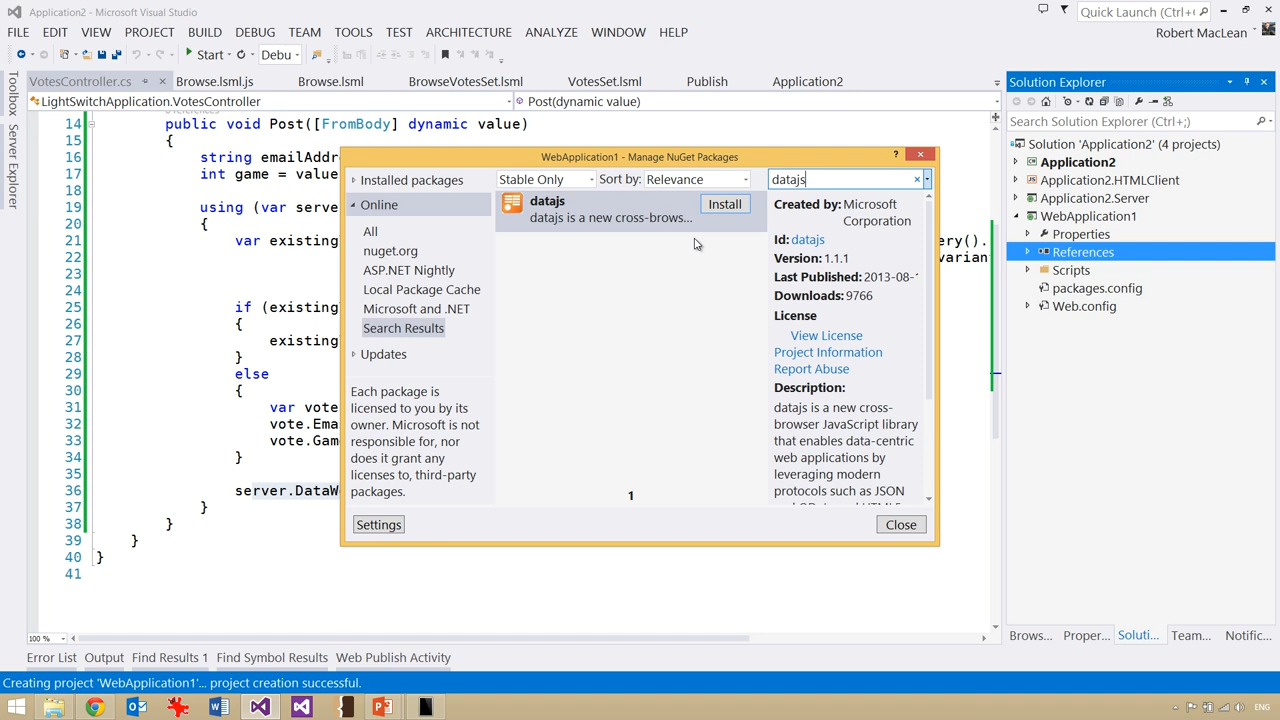 Application2 - Microsoft Visual Studio
Quick Launch (Ctrl+
FILE EDIT VIEW PROJECT BUILD DEBUG TEAM TOOLS TEST ARCHITECTURE ANALYZE WINDOW HELP
Robert MacLean
Start Debu
VotesController.cs Browse.lsml.js Browse.lsml BrowseVotesSet.lsml VotesSet.lsml Publish Application2
LightSwitchApplication.VotesController Post(dynamic value)
Toolbox
Server Explorer
14 public void Post([FromBody] dynamic value)
15 {
16 string emailAddr
17 int game = value
18
19 using (var serve
20 {
21 var existing ery().
22 variant
23
24
25 if (existing
26 {
27 existing
28 }
29 else
30 {
31 var vote
32 vote.Ema
33 vote.Gam
34 }
35
36 server.DataW
37 }
38 }
39 }
40 }
41
100 %
WebApplication1 - Manage NuGet Packages
?
Installed packages
Online
All
nuget.org
ASP.NET Nightly
Local Package Cache
Microsoft and .NET
Search Results
Updates
Each package is
licensed to you by its
owner. Microsoft is not
responsible for, nor
does it grant any
licenses to, third-party
packages.
Settings
Stable Only Sort by: Relevance
datajs
datajs
datajs is a new cross-brows...
Install
1
Created by: Microsoft
Corporation
Id: datajs
Version: 1.1.1
Last Published: 2013-08-
Downloads: 9766
License
View License
Project Information
Report Abuse
Description:
datajs is a new cross-
browser JavaScript library
that enables data-centric
web applications by
leveraging modern
protocols such as JSON
Close
Solution Explorer
Search Solution Explorer (Ctrl+;)
Solution 'Application2' (4 projects)
Application2
Application2.HTMLClient
Application2.Server
WebApplication1
Properties
References
Scripts
packages.config
Web.config
Brows... Proper... Soluti... Team... Notific...
Error List Output Find Results 1 Find Symbol Results Web Publish Activity
Creating project 'WebApplication1'... project creation successful.
ENG